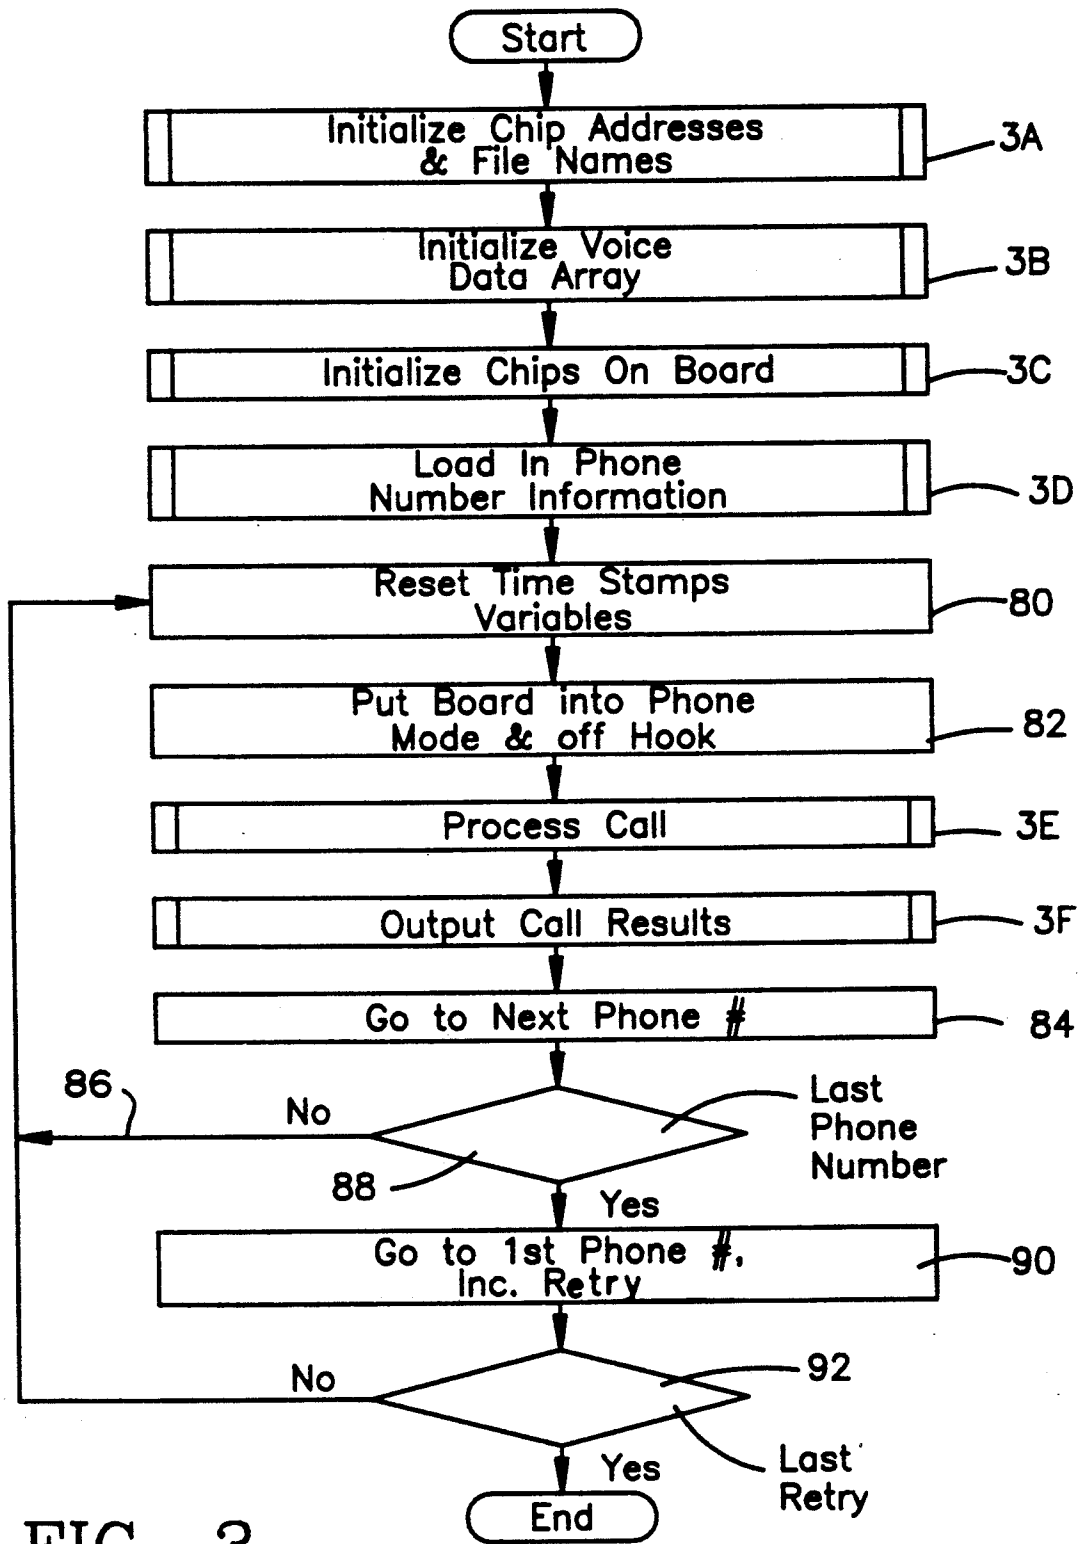 Start
Initialize Chip Addresses
& File Names
3A
Initialize Voice
Data Array
3B
Initialize Chips On Board
3C
Load In Phone
Number Information
3D
Reset Time Stamps
Variables
80
Put Board into Phone
Mode & off Hook
82
Process Call
3E
Output Call Results
3F
Go to Next Phone #
84
86
No
Last
Phone
Number
88
Yes
Go to 1st Phone #,
Inc. Retry
90
No
92
Yes
Last
Retry
End
FIG. 3